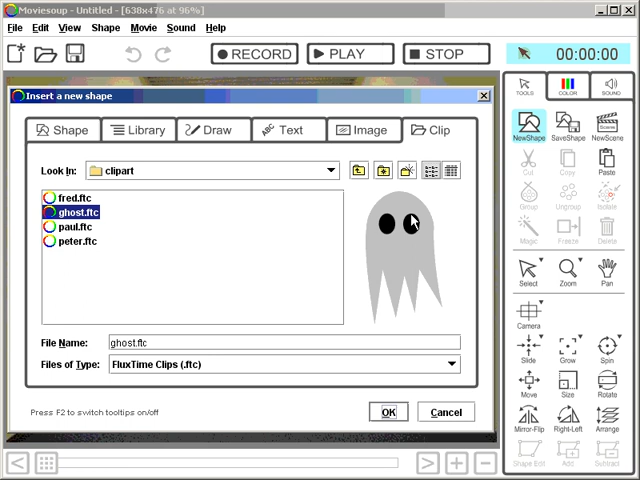 Moviesoup - Untitled - [638x476 at 96%]
File Edit View Shape Movie Sound Help
RECORD PLAY STOP 00:00:00
Insert a new shape
TOOLS COLOR SOUND
Shape Library Draw Text Image Clip
NewShape SaveShape NewScene
Look In: clipart
Cut Copy Paste
fred.ftc
ghost.ftc
paul.ftc
peter.ftc
Group Ungroup Isolate
Magic Freeze Delete
Select Zoom Pan
Camera
File Name: ghost.ftc
Files of Type: FluxTime Clips (.ftc)
Slide Grow Spin
Move Size Rotate
Press F2 to switch tooltips on/off
OK Cancel
Mirror-Flip Right-Left Arrange
Shape Edit Add Subtract